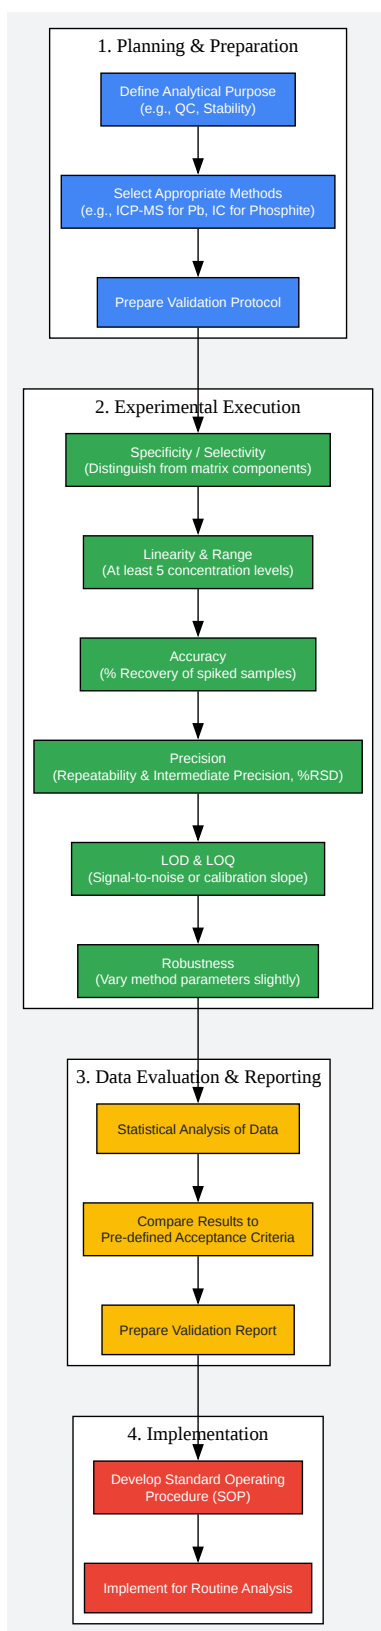 1. Planning & Preparation
Define Analytical Purpose
(e.g., QC, Stability)
Select Appropriate Methods
(e.g., ICP-MS for Pb, IC for Phosphite)
Prepare Validation Protocol
2. Experimental Execution
Specificity / Selectivity
(Distinguish from matrix components)
Linearity & Range
(At least 5 concentration levels)
Accuracy
(% Recovery of spiked samples)
Precision
(Repeatability & Intermediate Precision, %RSD)
LOD & LOQ
(Signal-to-noise or calibration slope)
Robustness
(Vary method parameters slightly)
3. Data Evaluation & Reporting
Statistical Analysis of Data
Compare Results to
Pre-defined Acceptance Criteria
Prepare Validation Report
4. Implementation
Develop Standard Operating
Procedure (SOP)
Implement for Routine Analysis